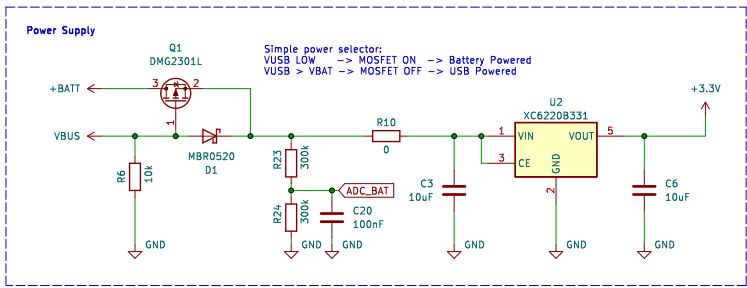 Power Supply
Q1
DMG2301L
Simple power selector:
VUSB LOW -> MOSFET ON -> Battery Powered
VUSB > VBAT -> MOSFET OFF -> USB Powered
+BATT
3
2
1
VBUS
MBR0520
D1
R6
10k
GND
R23
300k
R24
300k
ADC_BAT
C20
100nF
GND
R10
0
C3
10uF
GND
U2
XC6220B331
1
VIN
3
CE
VOUT
5
GND
2
GND
+3.3V
C6
10uF
GND